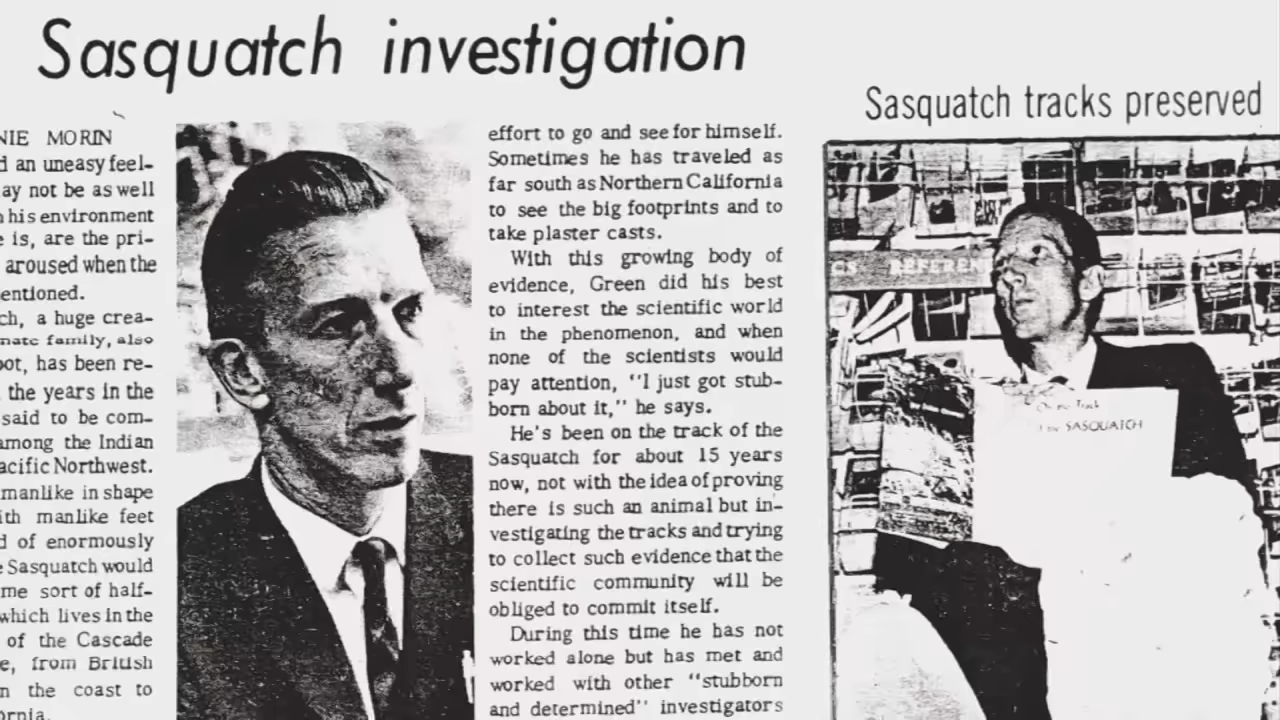 Sasquatch investigation
NIE MORIN
d an uneasy feel-
ay not be as well
his environment
e is, are the pri-
aroused when the
entioned.
ch, a huge crea-
mate family, also
oot, has been re-
the years in the
said to be com-
among the Indian
acific Northwest.
manlike in shape
ith manlike feet
d of enormously
e Sasquatch would
me sort of half-
which lives in the
of the Cascade
e, from British
n the coast to
ornia.
effort to go and see for himself.
Sometimes he has traveled as
far south as Northern California
to see the big footprints and to
take plaster casts.
With this growing body of
evidence, Green did his best
to interest the scientific world
in the phenomenon, and when
none of the scientists would
pay attention, "I just got stub-
born about it," he says.
He's been on the track of the
Sasquatch for about 15 years
now, not with the idea of proving
there is such an animal but in-
vestigating the tracks and trying
to collect such evidence that the
scientific community will be
obliged to commit itself.
During this time he has not
worked alone but has met and
worked with other "stubborn
and determined" investigators
Sasquatch tracks preserved
CS REFEREN
On the Track
the SASQUATCH